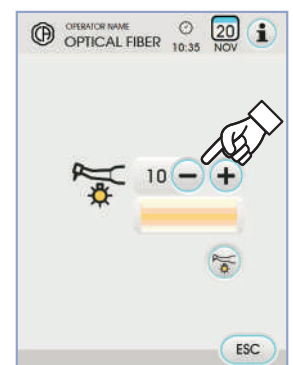 OPERATOR NAME
OPTICAL FIBER
10:35
20
NOV
i
10
ESC